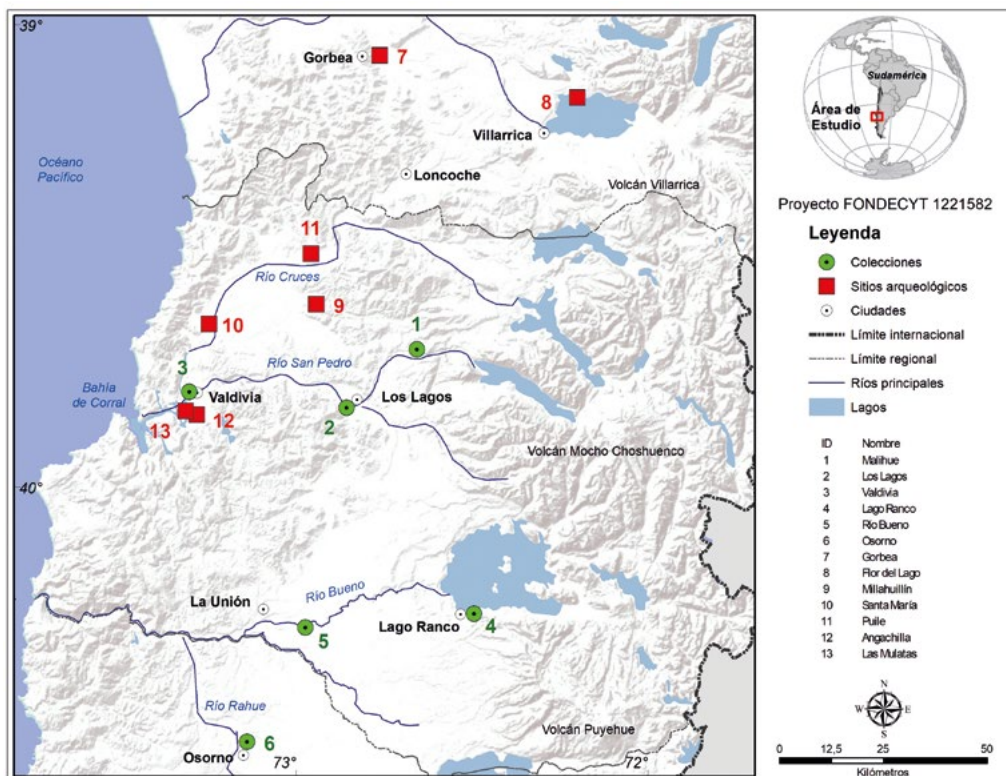 39°
Gorbea
7
8
Villarrica
Océano
Pacífico
Loncoche
Volcán Villarrica
11
Río Cruces
9
10
1
3
Río San Pedro
Bahía
de Corral
Valdivia
Los Lagos
2
13
12
Volcán Mocho Choshuenco
40°
La Unión
Río Bueno
Lago Ranco
4
5
Río Rahue
Volcán Puyehue
6
Osorno
73°
72°
Sudamérica
Área de
Estudio
Proyecto FONDECYT 1221582
Leyenda
Colecciones
Sitios arqueológicos
Ciudades
Límite internacional
Límite regional
Ríos principales
Lagos
ID Nombre
1 Malihue
2 Los Lagos
3 Valdivia
4 Lago Ranco
5 Río Bueno
6 Osorno
7 Gorbea
8 Flor del Lago
9 Millahuillín
10 Santa María
11 Puile
12 Angachilla
13 Las Mulatas
N
W E
S
0 12,5 25 50
Kilómetros